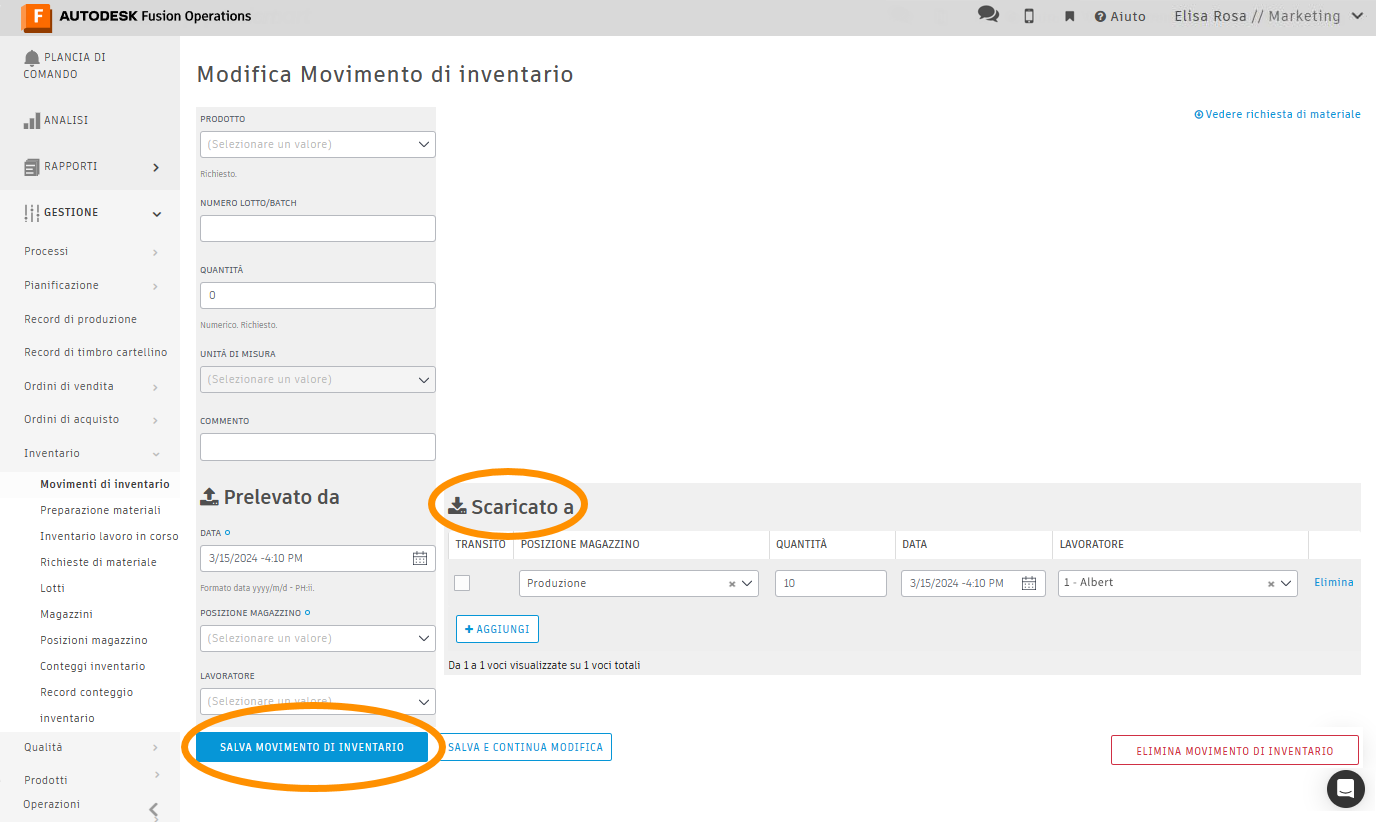 F AUTODESK Fusion Operations
Aiuto
Elisa Rosa // Marketing
PLANCIA DI
COMANDO
ANALISI
RAPPORTI
GESTIONE
Processi
Pianificazione
Record di produzione
Record di timbro cartellino
Ordini di vendita
Ordini di acquisto
Inventario
Movimenti di inventario
Preparazione materiali
Inventario lavoro in corso
Richieste di materiale
Lotti
Magazzini
Posizioni magazzino
Conteggi inventario
Record conteggio
inventario
Qualità
Prodotti
Operazioni
Modifica Movimento di inventario
Vedere richiesta di materiale
PRODOTTO
(Selezionare un valore)
Richiesto.
NUMERO LOTTO/BATCH
QUANTITÀ
0
Numerico. Richiesto.
UNITÀ DI MISURA
(Selezionare un valore)
COMMENTO
Prelevato da
DATA
3/15/2024 -4:10 PM
Formato data yyyy/m/d - PH:ii.
POSIZIONE MAGAZZINO
(Selezionare un valore)
LAVORATORE
(Selezionare un valore)
Scaricato a
TRANSITO POSIZIONE MAGAZZINO QUANTITÀ DATA LAVORATORE
Produzione × 10 3/15/2024 -4:10 PM 1 - Albert × Elimina
+ AGGIUNGI
Da 1 a 1 voci visualizzate su 1 voci totali
SALVA MOVIMENTO DI INVENTARIO
SALVA E CONTINUA MODIFICA
ELIMINA MOVIMENTO DI INVENTARIO